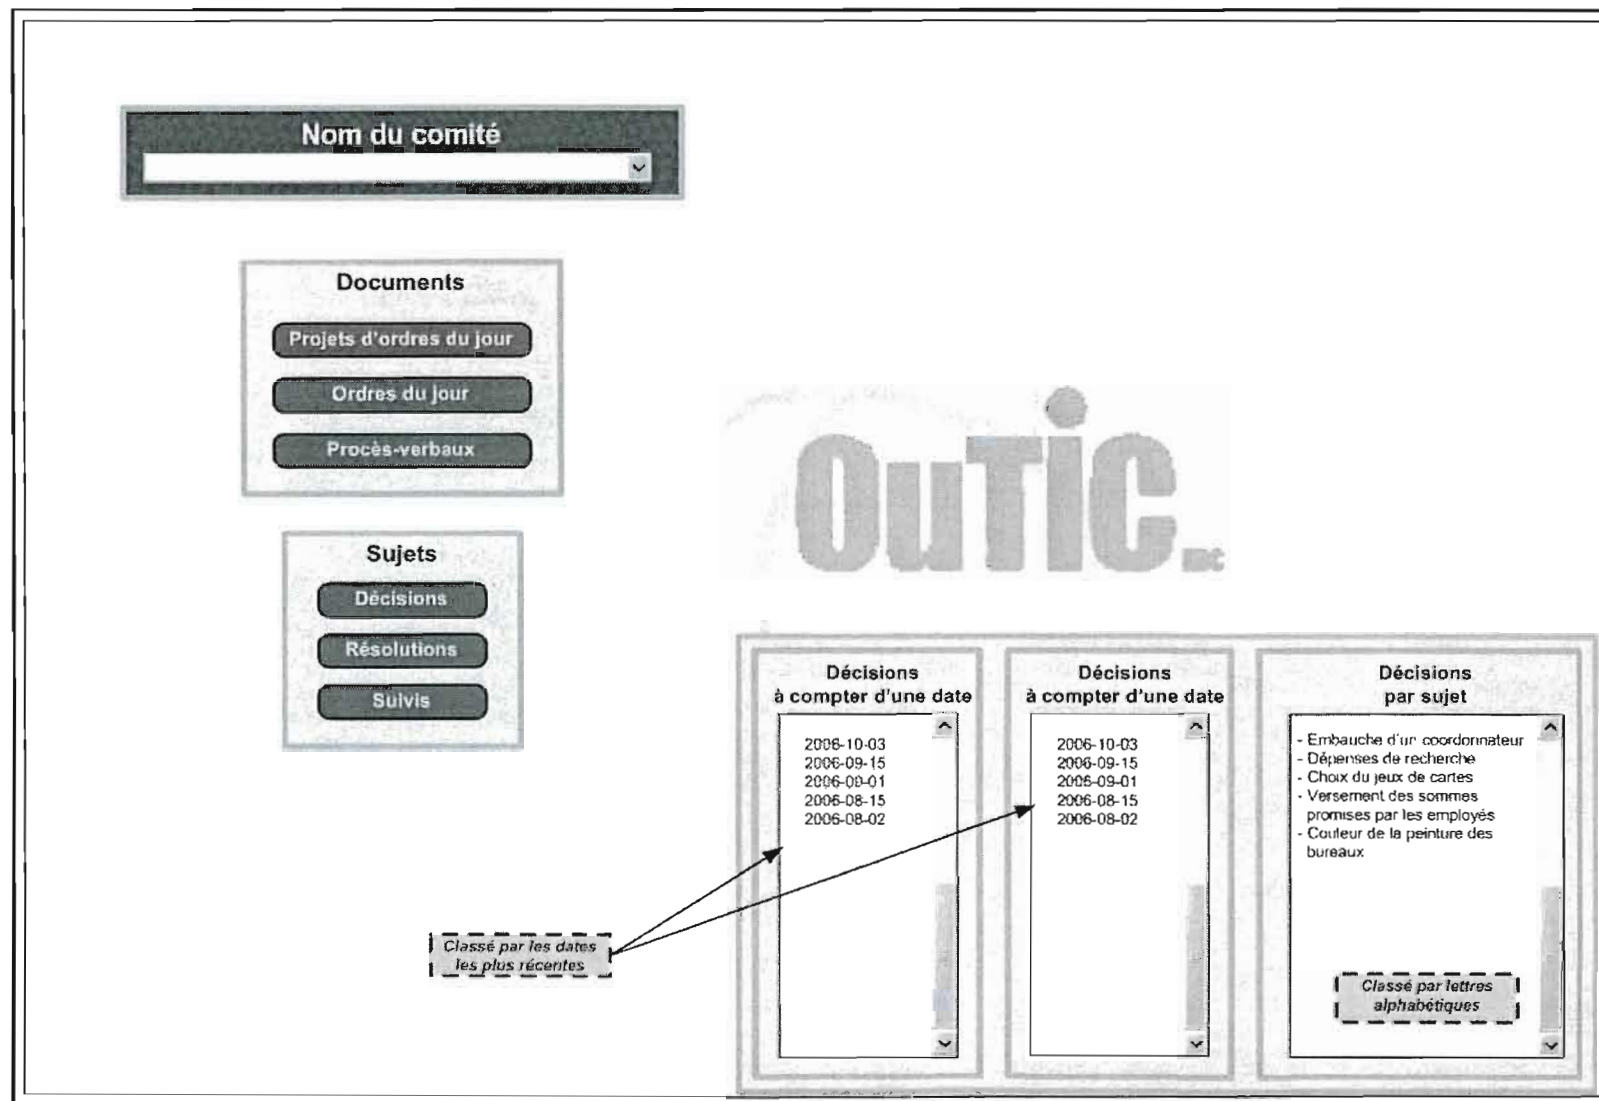 Nom du comité
Documents
Projets d'ordres du jour
Ordres du jour
Procès-verbaux
Sujets
Décisions
Résolutions
Suivis
OuTIC
Décisions
à compter d'une date
2006-10-03
2006-09-15
2006-09-01
2006-08-15
2006-08-02
Décisions
à compter d'une date
2006-10-03
2006-09-15
2006-09-01
2006-08-15
2006-08-02
Décisions
par sujet
- Embauche d'un coordonnateur
- Dépenses de recherche
- Choix du jeux de cartes
- Versement des sommes
promises par les employés
- Couleur de la peinture des
bureaux
Classé par les dates
les plus récentes
Classé par lettres
alphabétiques